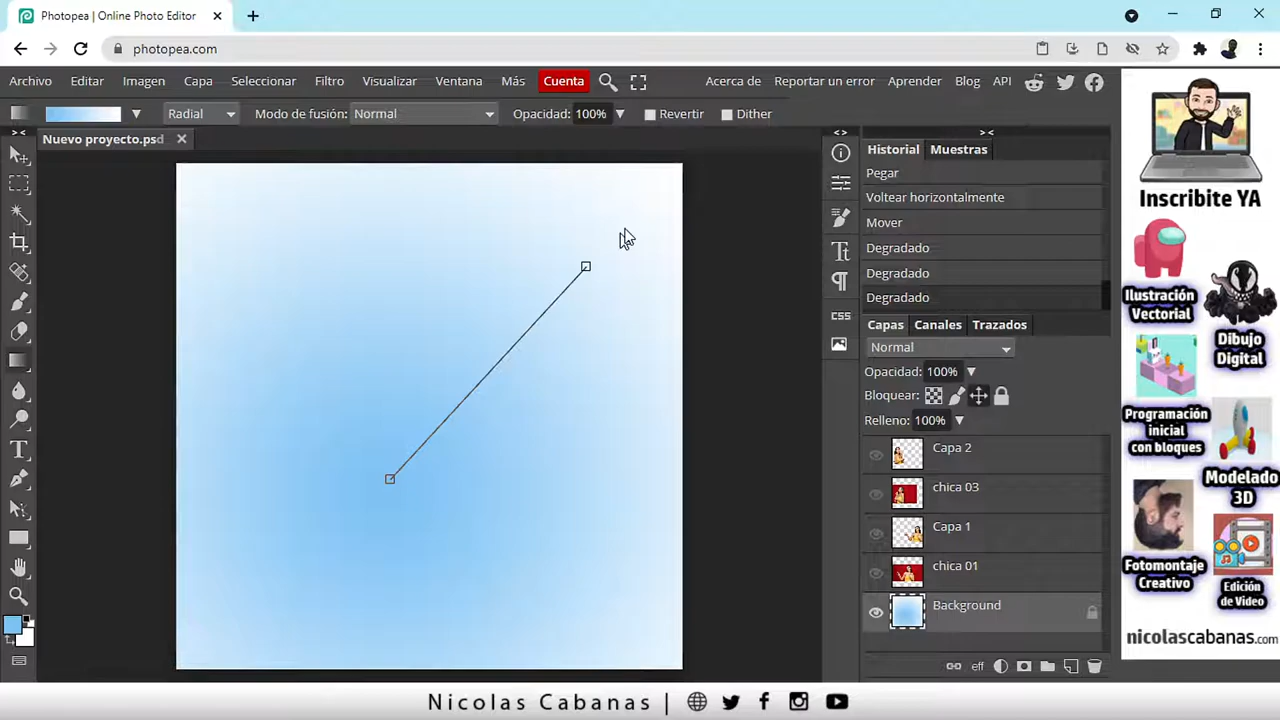 Photopea | Online Photo Editor
photopea.com
Archivo Editar Imagen Capa Seleccionar Filtro Visualizar Ventana Más Cuenta Acerca de Reportar un error Aprender Blog API
Radial Modo de fusión: Normal Opacidad: 100% Revertir Dither
Nuevo proyecto.psd
Historial Muestras
Pegar
Voltear horizontalmente
Mover
Degradado
Degradado
Degradado
CSS
Capas Canales Trazados
Normal
Opacidad: 100%
Bloquear:
Relleno: 100%
Capa 2
chica 03
Capa 1
chica 01
Background
eff
Inscribite YA
Ilustración
Vectorial
Dibujo
Digital
Programación
inicial
con bloques
Modelado
3D
Fotomontaje
Creativo
Edición
de Video
nicolascabanas.com
Nicolas Cabanas |